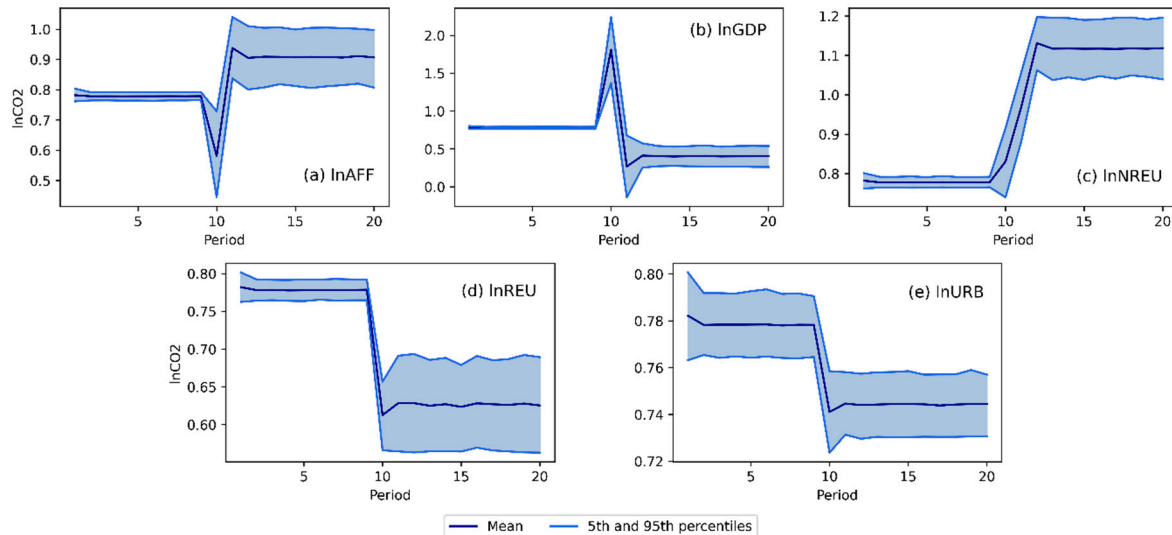 1.0
0.9
0.8
0.7
0.6
0.5
lnCO2
(a) lnAFF
5 10 15 20
Period
2.0
1.5
1.0
0.5
0.0
(b) lnGDP
5 10 15 20
Period
1.2
1.1
1.0
0.9
0.8
(c) lnNREU
5 10 15 20
Period
0.80
0.75
0.70
0.65
0.60
lnCO2
(d) lnREU
5 10 15 20
Period
0.80
0.78
0.76
0.74
0.72
(e) lnURB
5 10 15 20
Period
Mean 5th and 95th percentiles